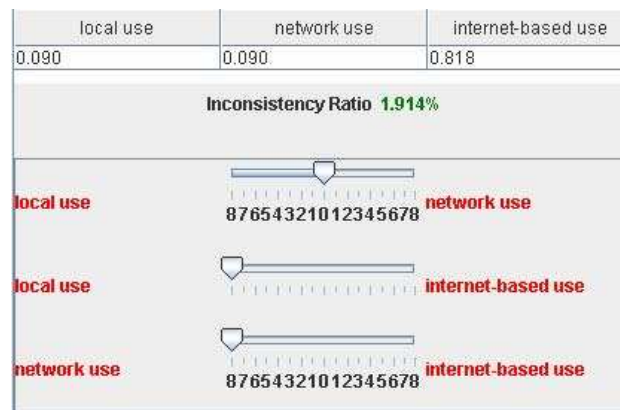 local use network use internet-based use
0.090 0.090 0.818
Inconsistency Ratio 1.914%
local use network use
87654321012345678
local use internet-based use
network use internet-based use
87654321012345678